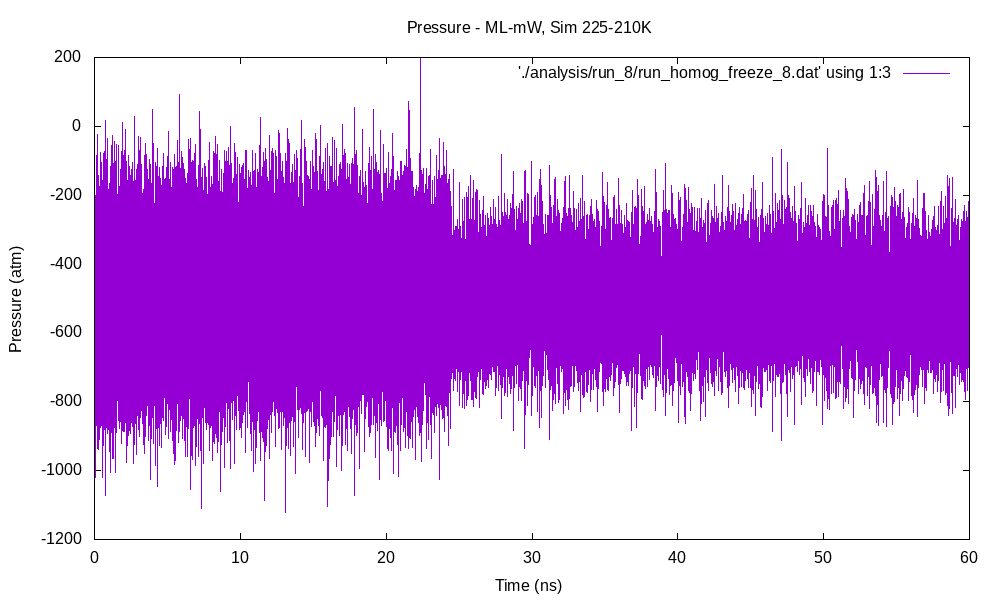 Pressure - ML-mW, Sim 225-210K
'./analysis/run_8/run_homog_freeze_8.dat' using 1:3
Pressure (atm)
200
0
-200
-400
-600
-800
-1000
-1200
0 10 20 30 40 50 60
Time (ns)